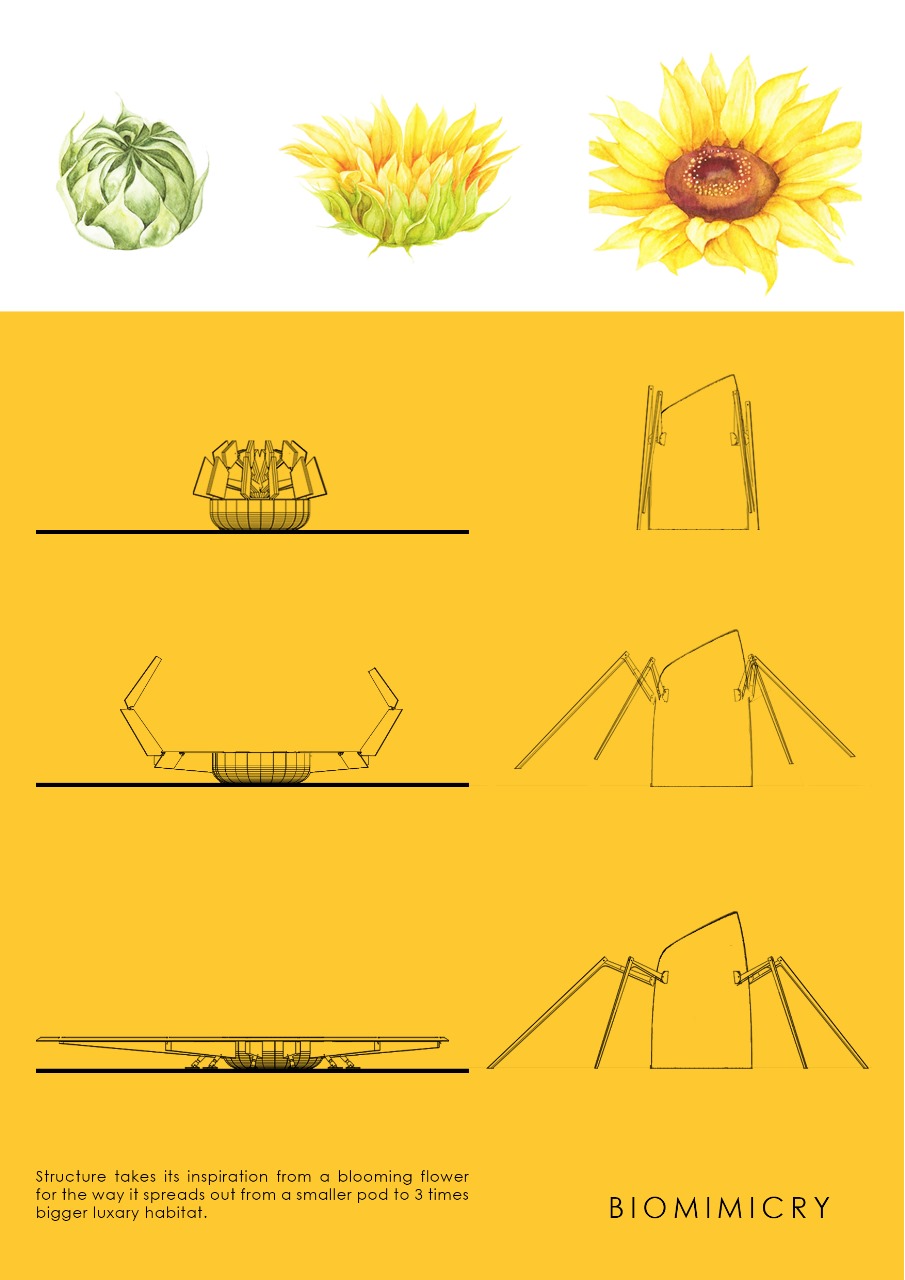 Structure takes its inspiration from a blooming flower
for the way it spreads out from a smaller pod to 3 times
bigger luxary habitat.
BIOMIMICRY